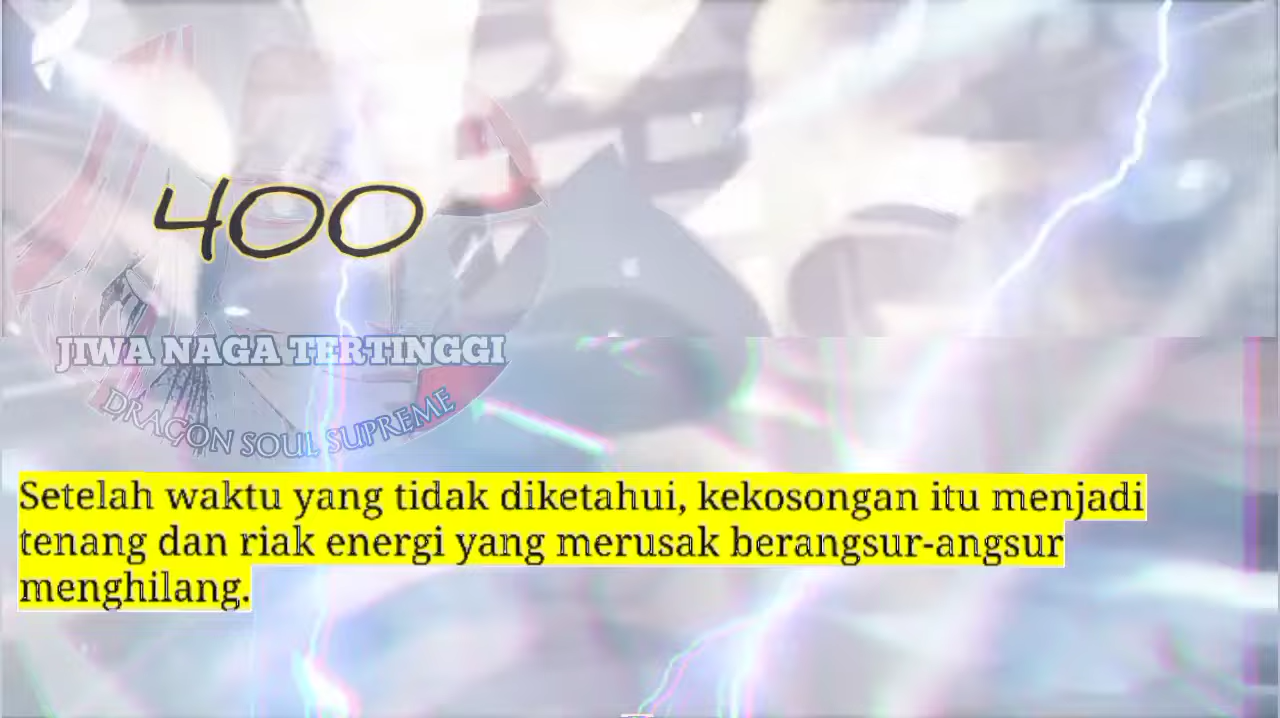 400
JIWA NAGA TERTINGGI
DRAGON SOUL SUPREME
Setelah waktu yang tidak diketahui, kekosongan itu menjadi
tenang dan riak energi yang merusak berangsur-angsur
menghilang.